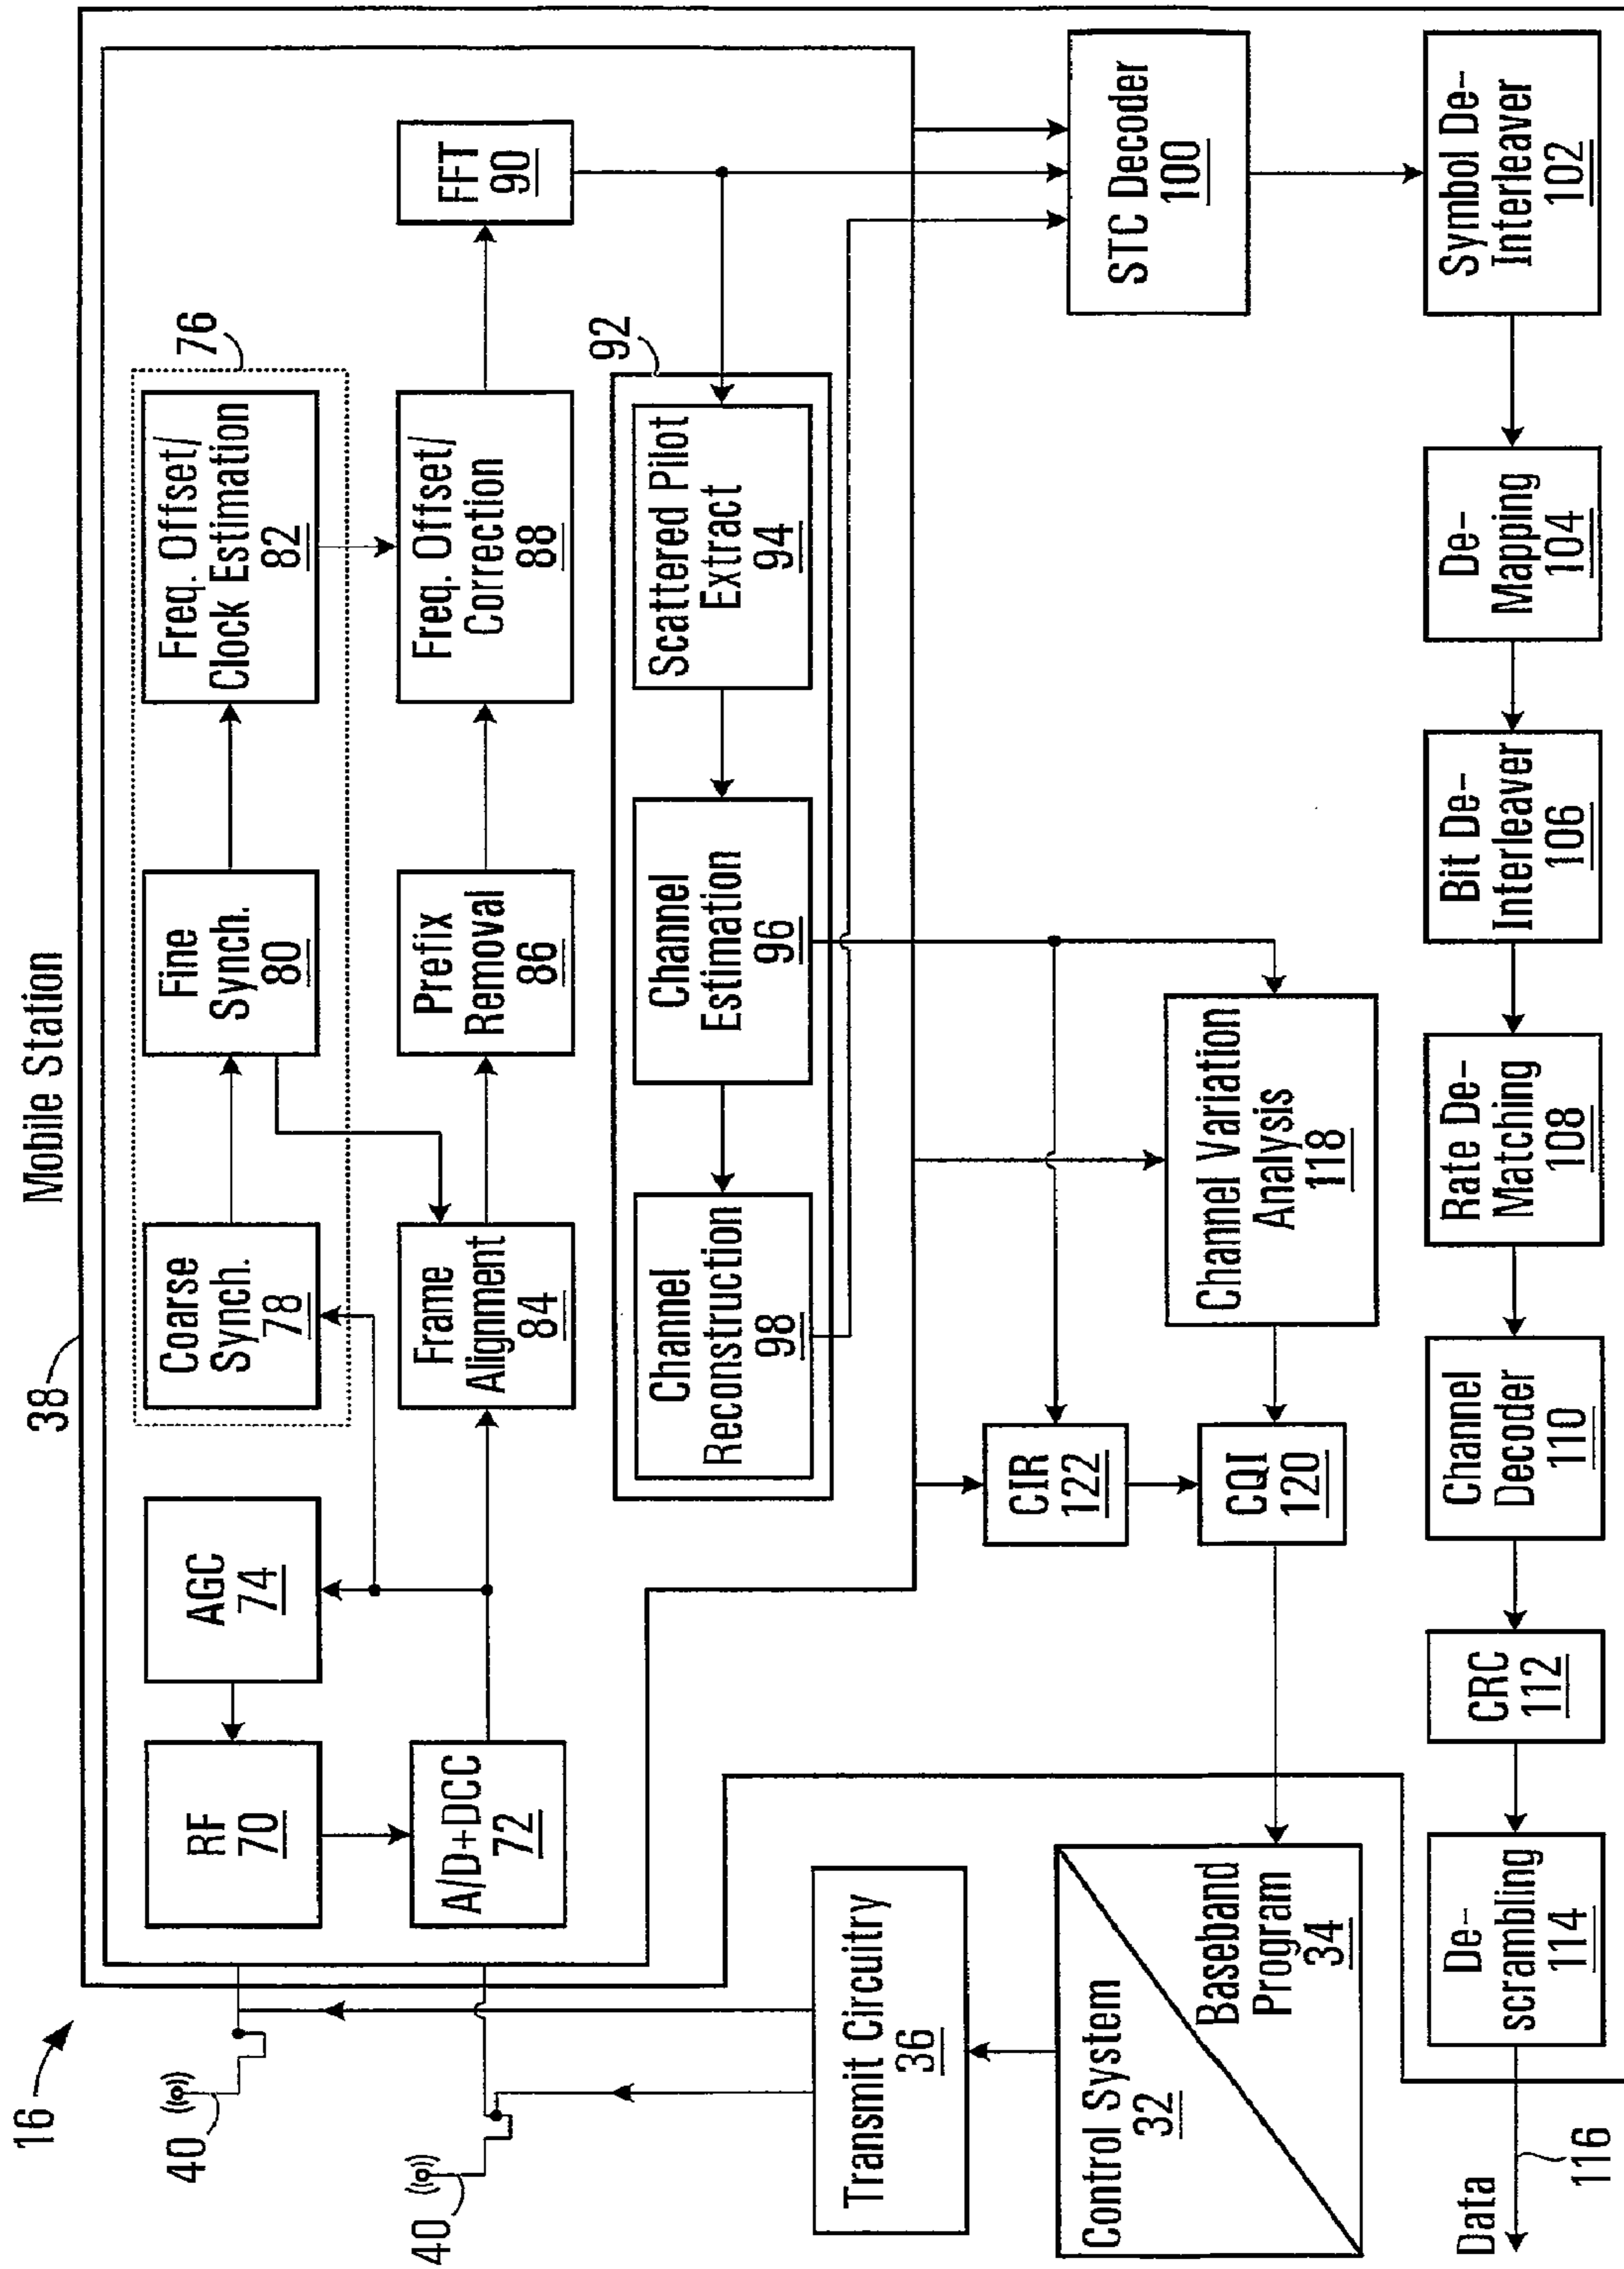 Mobile Station
16
38
40
40
RF
70
AGC
74
A/D+DCC
72
76
Coarse
Synch.
78
Fine
Synch.
80
Freq. Offset/
Clock Estimation
82
Frame
Alignment
84
Prefix
Removal
86
Freq. Offset/
Correction
88
FFT
90
92
Channel
Reconstruction
98
Channel
Estimation
96
Scattered Pilot
Extract
94
Transmit Circuitry
36
Control System
32
Baseband
Program
34
CIR
122
CQI
120
Channel Variation
Analysis
118
STC Decoder
100
Data
116
De-
scrambling
114
CRC
112
Channel
Decoder
110
Rate De-
Matching
108
Bit De-
Interleaver
106
De-
Mapping
104
Symbol De-
Interleaver
102